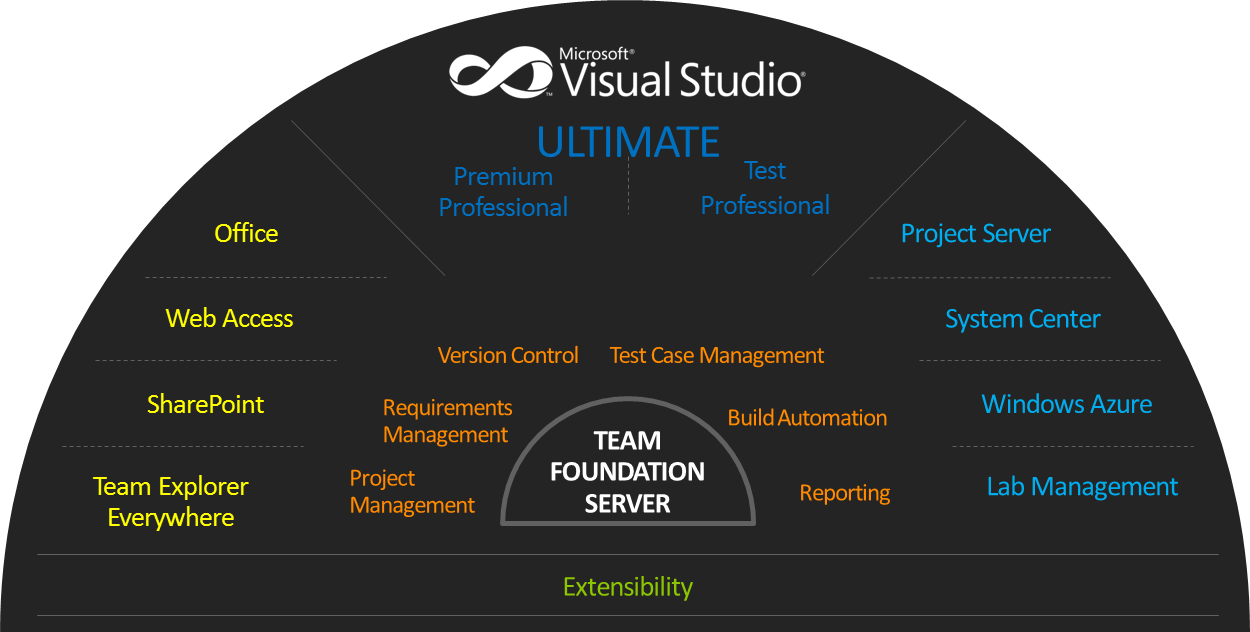 Microsoft®
Visual Studio®
™
ULTIMATE
Premium
Professional
Test
Professional
Office
Web Access
SharePoint
Team Explorer
Everywhere
Project Server
System Center
Windows Azure
Lab Management
Version Control
Test Case Management
Requirements
Management
Build Automation
Project
Management
Reporting
TEAM
FOUNDATION
SERVER
Extensibility